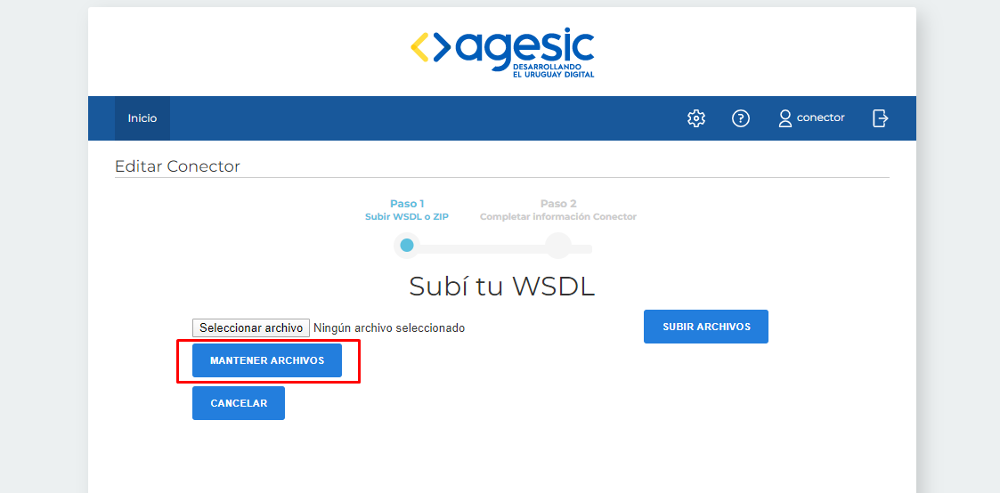 agesic
DESARROLLANDO
EL URUGUAY DIGITAL
Inicio
conector
Editar Conector
Paso 1
Subir WSDL o ZIP
Paso 2
Completar información Conector
Subí tu WSDL
Seleccionar archivo Ningún archivo seleccionado
SUBIR ARCHIVOS
MANTENER ARCHIVOS
CANCELAR